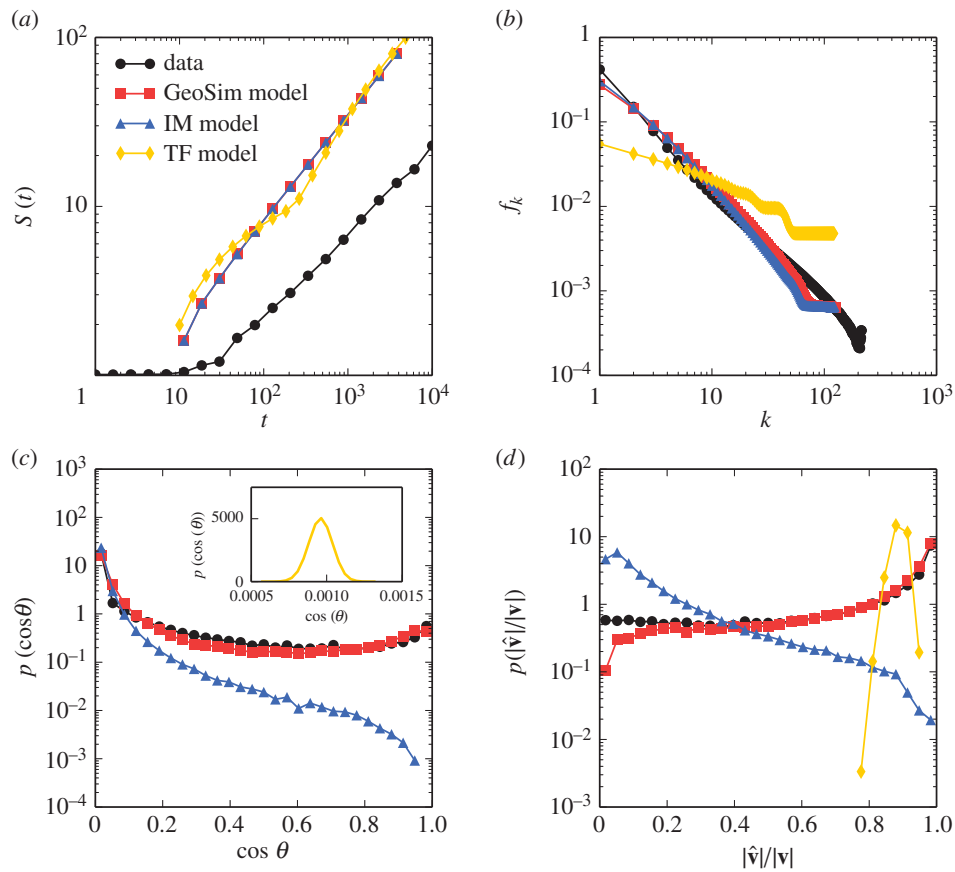 (a)
10²
data
GeoSim model
IM model
TF model
S (t)
10
1 10 10² 10³ 10⁴
t
(b)
1
10⁻¹
10⁻²
10⁻³
10⁻⁴
fₖ
1 10 10² 10³
k
(c)
10³
10²
10
1
10⁻¹
10⁻²
10⁻³
10⁻⁴
p (cosθ)
0 0.2 0.4 0.6 0.8 1.0
cos θ
5000
0
p (cos (θ))
0.0005 0.0010 0.0015
cos (θ)
(d)
10²
10
1
10⁻¹
10⁻²
10⁻³
p(|v̂|/|v|)
0 0.2 0.4 0.6 0.8 1.0
|v̂|/|v|